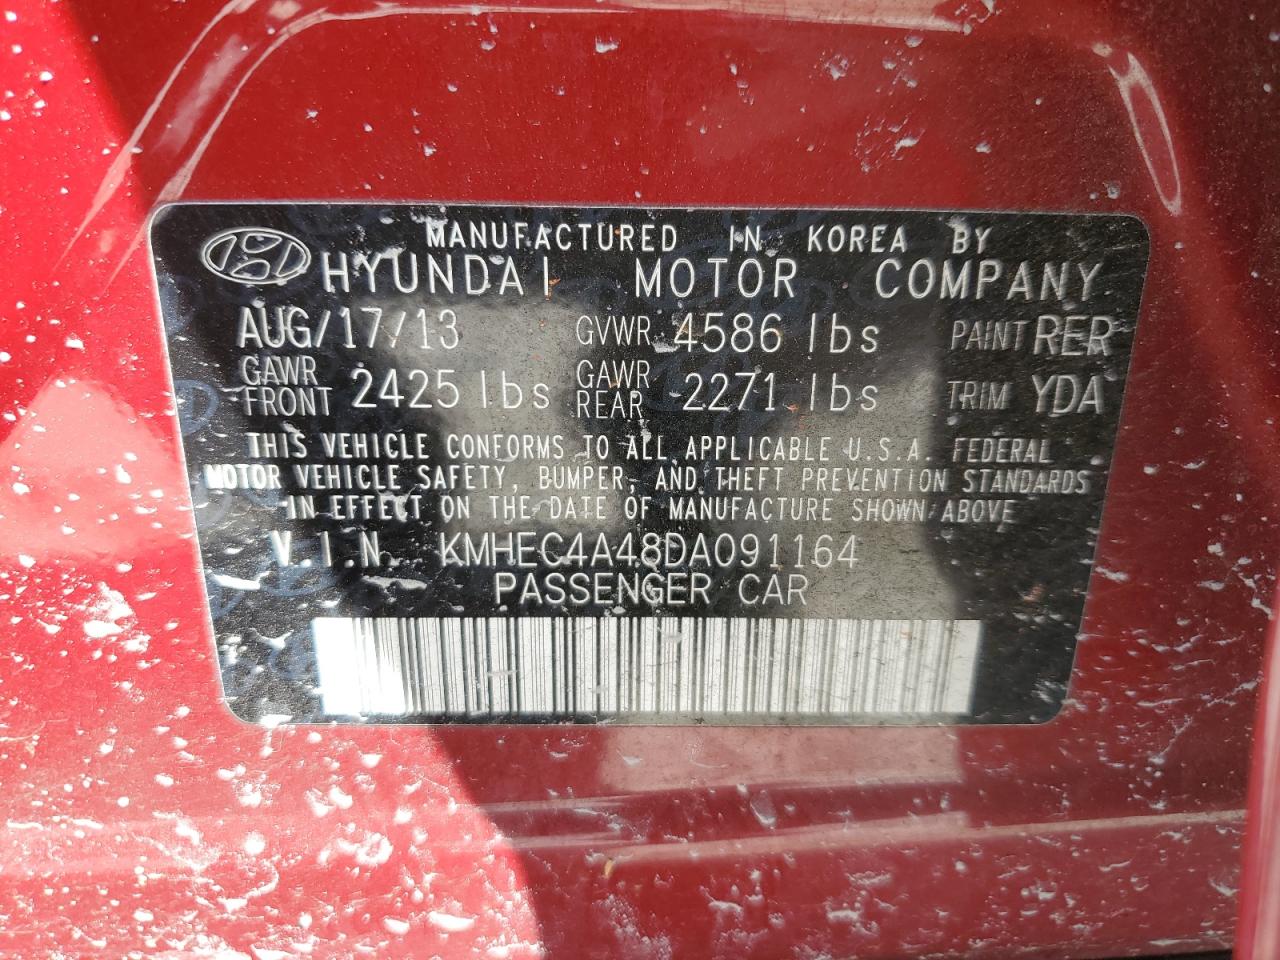 MANUFACTURED IN KOREA BY
HYUNDAI MOTOR COMPANY
AUG/17/13 GVWR 4586 lbs PAINT RER
GAWR FRONT 2425 lbs GAWR REAR 2271 lbs TRIM YDA
THIS VEHICLE CONFORMS TO ALL APPLICABLE U.S.A. FEDERAL
MOTOR VEHICLE SAFETY, BUMPER, AND THEFT PREVENTION STANDARDS
IN EFFECT ON THE DATE OF MANUFACTURE SHOWN ABOVE
V.I.N. KMHEC4A48DA091164
PASSENGER CAR